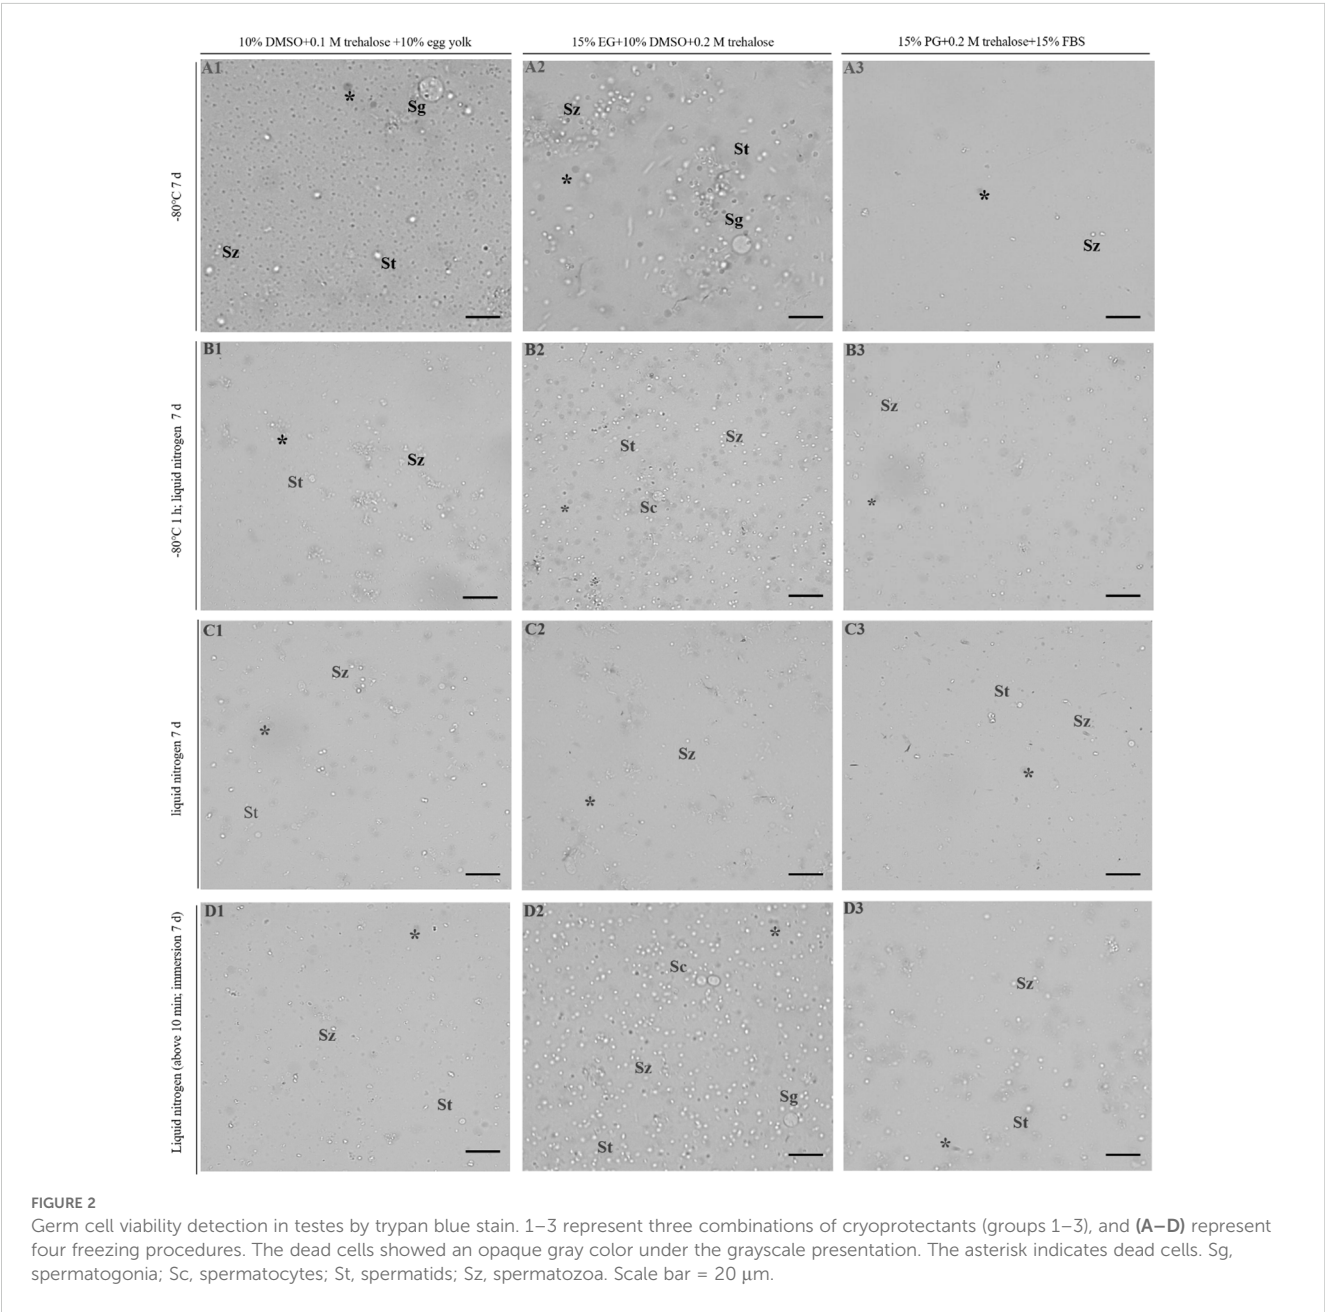 10% DMSO+0.1 M trehalose +10% egg yolk
15% EG+10% DMSO+0.2 M trehalose
15% PG+0.2 M trehalose+15% FBS
-80°C 7 d
A1
*
Sg
Sz
St
A2
Sz
St
*
Sg
A3
*
Sz
-80°C 1 h; liquid nitrogen 7 d
B1
*
Sz
St
B2
St
Sz
*
Sc
B3
Sz
*
liquid nitrogen 7 d
C1
Sz
*
St
C2
Sz
*
C3
St
Sz
*
Liquid nitrogen (above 10 min; immersion 7 d)
D1
*
Sz
St
D2
*
Sc
Sz
Sg
St
D3
Sz
St
*
FIGURE 2
Germ cell viability detection in testes by trypan blue stain. 1–3 represent three combinations of cryoprotectants (groups 1–3), and (A–D) represent
four freezing procedures. The dead cells showed an opaque gray color under the grayscale presentation. The asterisk indicates dead cells. Sg,
spermatogonia; Sc, spermatocytes; St, spermatids; Sz, spermatozoa. Scale bar = 20 μm.